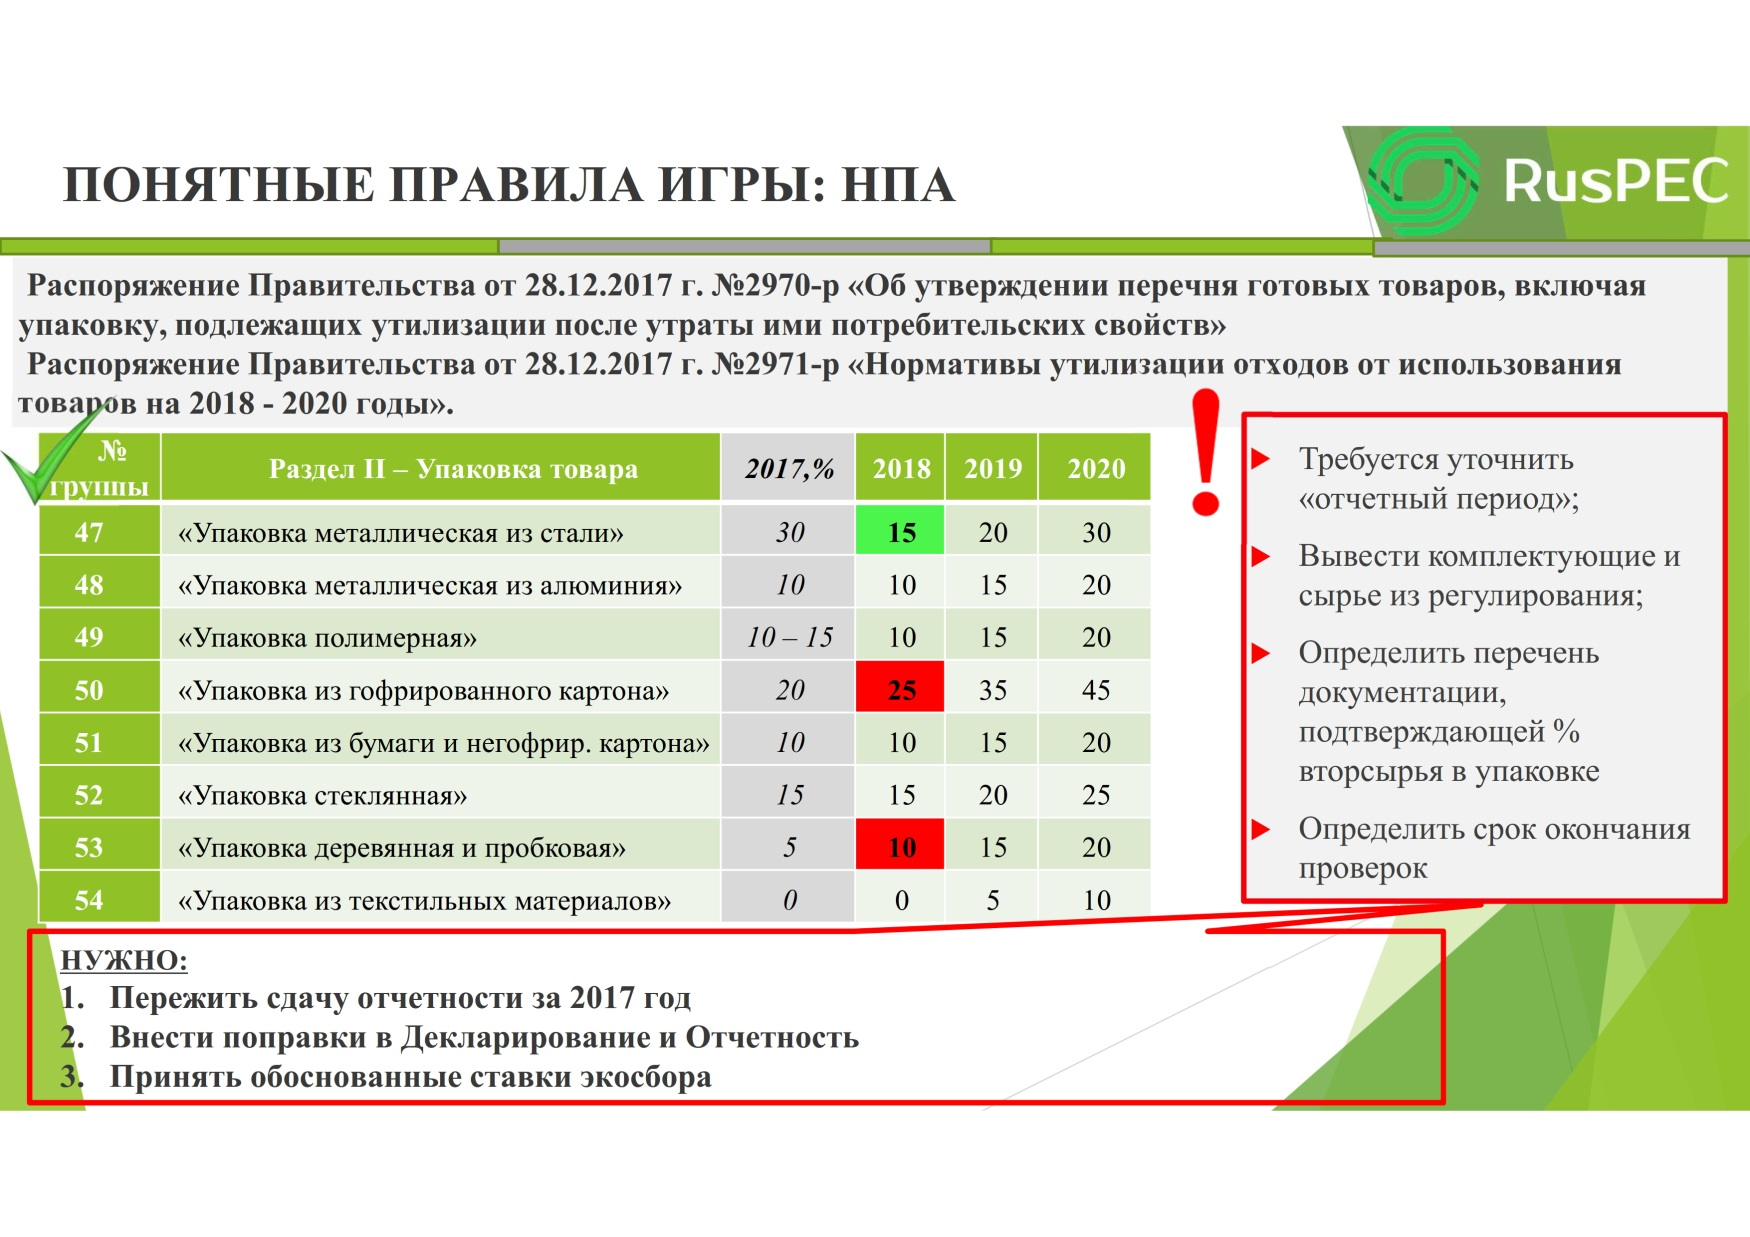 ПОНЯТНЫЕ ПРАВИЛА ИГРЫ: НПА
RusPEC
Распоряжение Правительства от 28.12.2017 г. №2970-р «Об утверждении перечня готовых товаров, включая
упаковку, подлежащих утилизации после утраты ими потребительских свойств»
Распоряжение Правительства от 28.12.2017 г. №2971-р «Нормативы утилизации отходов от использования
товаров на 2018 - 2020 годы».
№ группы Раздел II – Упаковка товара 2017,% 2018 2019 2020
47 «Упаковка металлическая из стали» 30 15 20 30
48 «Упаковка металлическая из алюминия» 10 10 15 20
49 «Упаковка полимерная» 10 – 15 10 15 20
50 «Упаковка из гофрированного картона» 20 25 35 45
51 «Упаковка из бумаги и негофрир. картона» 10 10 15 20
52 «Упаковка стеклянная» 15 15 20 25
53 «Упаковка деревянная и пробковая» 5 10 15 20
54 «Упаковка из текстильных материалов» 0 0 5 10
!
Требуется уточнить
«отчетный период»;
Вывести комплектующие и
сырье из регулирования;
Определить перечень
документации,
подтверждающей %
вторсырья в упаковке
Определить срок окончания
проверок
НУЖНО:
1. Пережить сдачу отчетности за 2017 год
2. Внести поправки в Декларирование и Отчетность
3. Принять обоснованные ставки экосбора